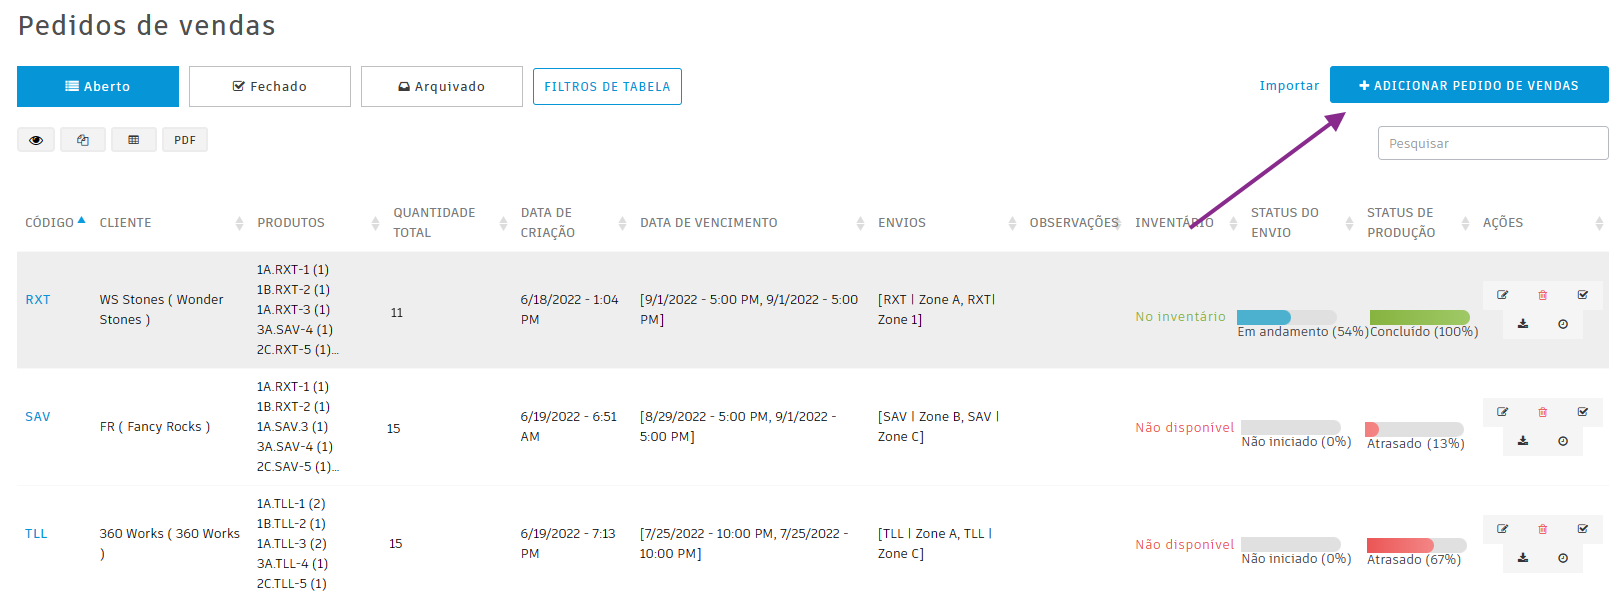 Pedidos de vendas
Aberto
Fechado
Arquivado
FILTROS DE TABELA
Importar
ADICIONAR PEDIDO DE VENDAS
PDF
Pesquisar
CÓDIGO
CLIENTE
PRODUTOS
QUANTIDADE
TOTAL
DATA DE
CRIAÇÃO
DATA DE VENCIMENTO
ENVIOS
OBSERVAÇÕES
INVENTÁRIO
STATUS DO
ENVIO
STATUS DE
PRODUÇÃO
AÇÕES
RXT
WS Stones ( Wonder
Stones )
1A.RXT-1 (1)
1B.RXT-2 (1)
1A.RXT-3 (1)
3A.SAV-4 (1)
2C.RXT-5 (1)...
11
6/18/2022 - 1:04
PM
[9/1/2022 - 5:00 PM, 9/1/2022 - 5:00
PM]
[RXT | Zone A, RXT|
Zone 1]
No inventário
Em andamento (54%)
Concluído (100%)
SAV
FR ( Fancy Rocks )
1A.RXT-1 (1)
1B.RXT-2 (1)
1A.SAV.3 (1)
3A.SAV-4 (1)
2C.SAV-5 (1)...
15
6/19/2022 - 6:51
AM
[8/29/2022 - 5:00 PM, 9/1/2022 -
5:00 PM]
[SAV | Zone B, SAV |
Zone C]
Não disponível
Não iniciado (0%)
Atrasado (13%)
TLL
360 Works ( 360 Works
)
1A.TLL-1 (2)
1B.TLL-2 (1)
1A.TLL-3 (2)
3A.TLL-4 (1)
2C.TLL-5 (1)
15
6/19/2022 - 7:13
PM
[7/25/2022 - 10:00 PM, 7/25/2022 -
10:00 PM]
[TLL | Zone A, TLL |
Zone C]
Não disponível
Não iniciado (0%)
Atrasado (67%)